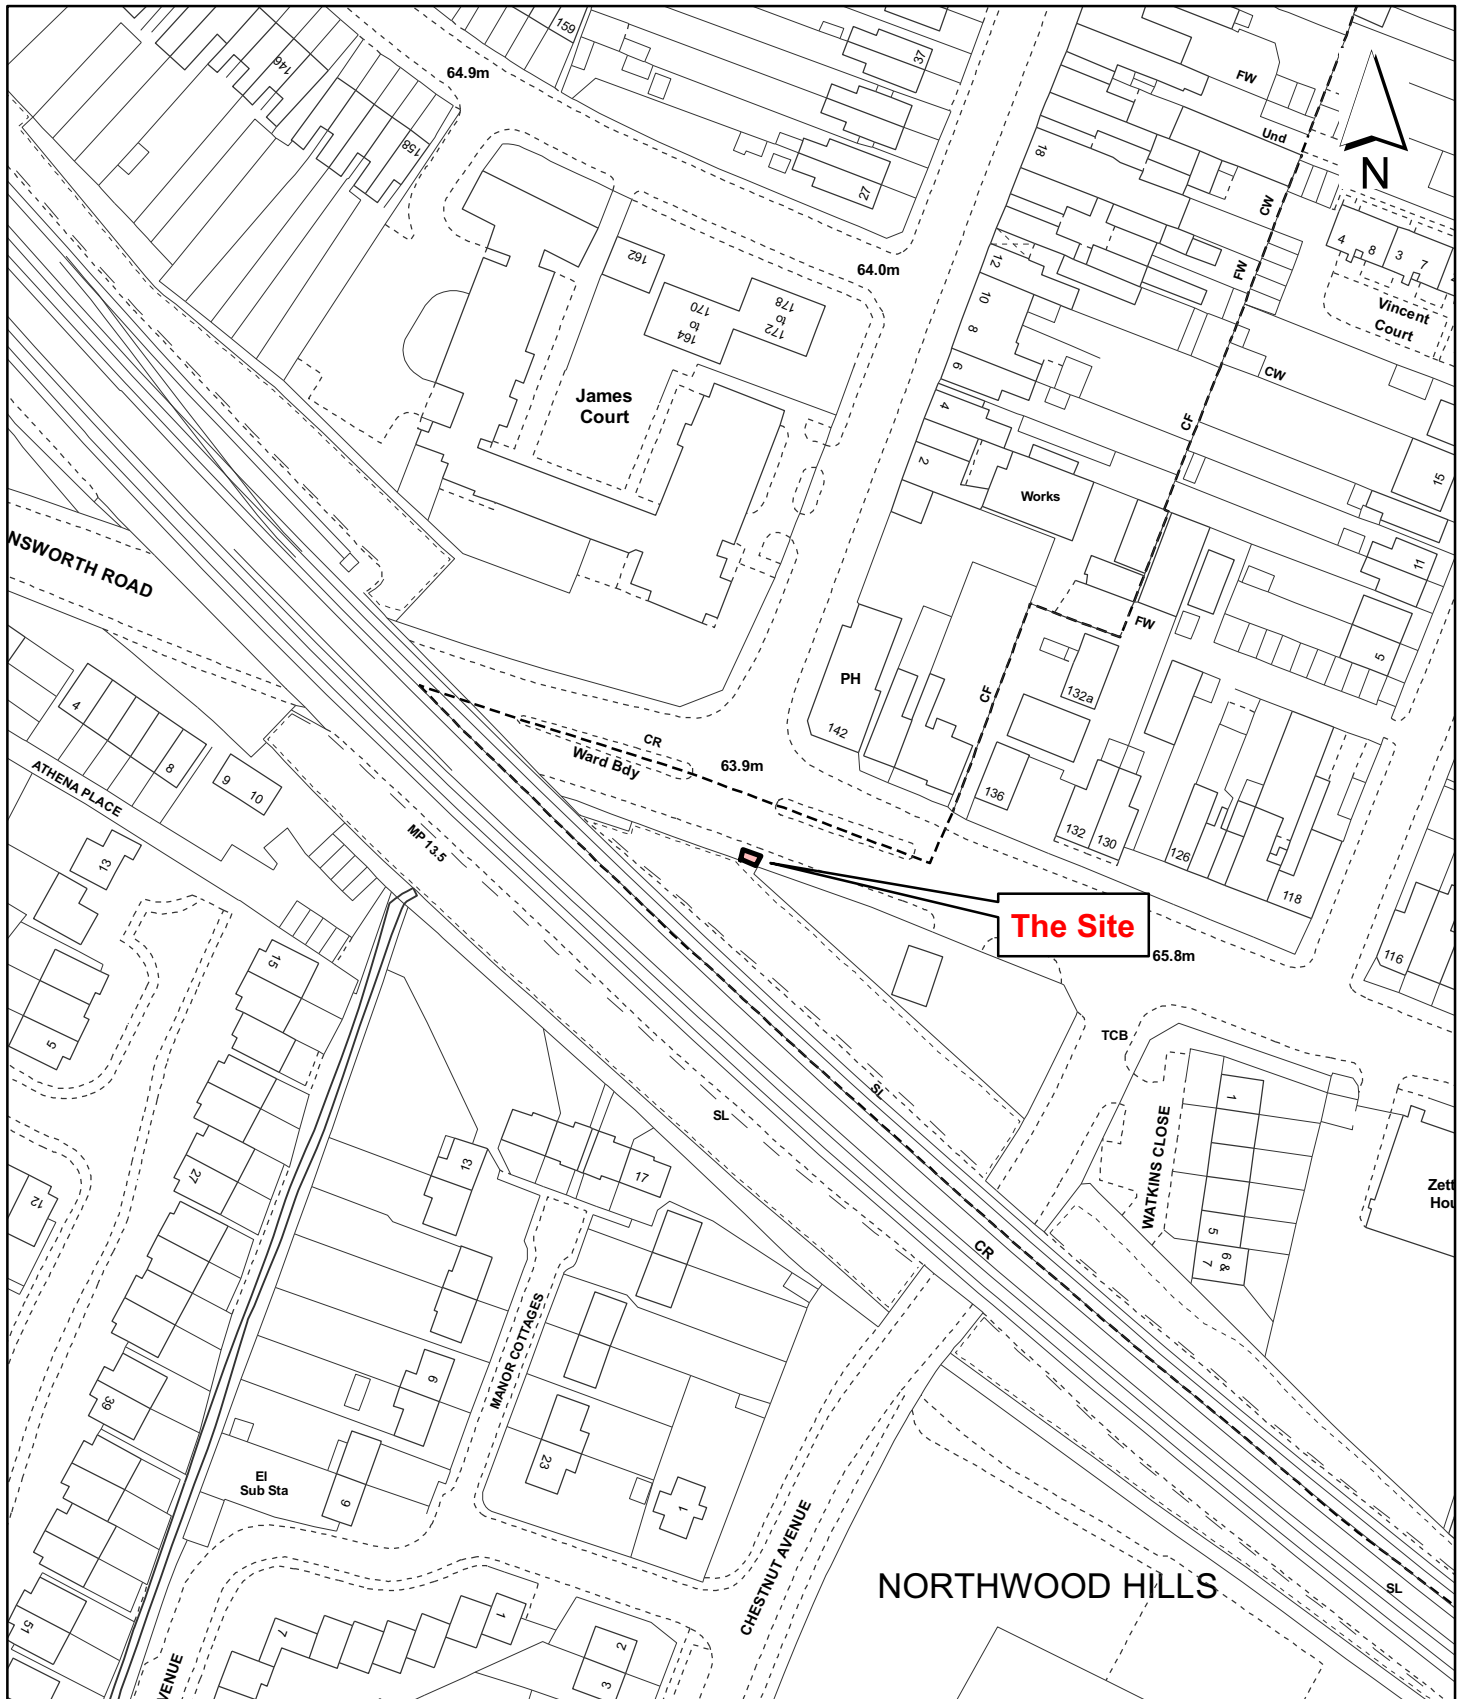 159
37
64.9m
146
158
27
FW
Und
N
18
CW
4
8
3
7
Vincent
Court
162
64.0m
12
FW
10
8
6
170
to
164
178
to
172
CW
James
Court
4
2
CF
15
Works
NSWORTH ROAD
11
5
FW
PH
142
132a
CF
CR
Ward Bdy
63.9m
4
8
9
10
ATHENA PLACE
MP 13.5
136
132
130
126
118
13
The Site
65.8m
116
15
5
TCB
SL
SL
1
WATKINS CLOSE
5
6 &
7
Zett
Hou
13
17
27
12
CR
MANOR COTTAGES
39
6
23
1
El
Sub Sta
9
CHESTNUT AVENUE
NORTHWOOD HILLS
SL
51
7
1
2
3
VENUE